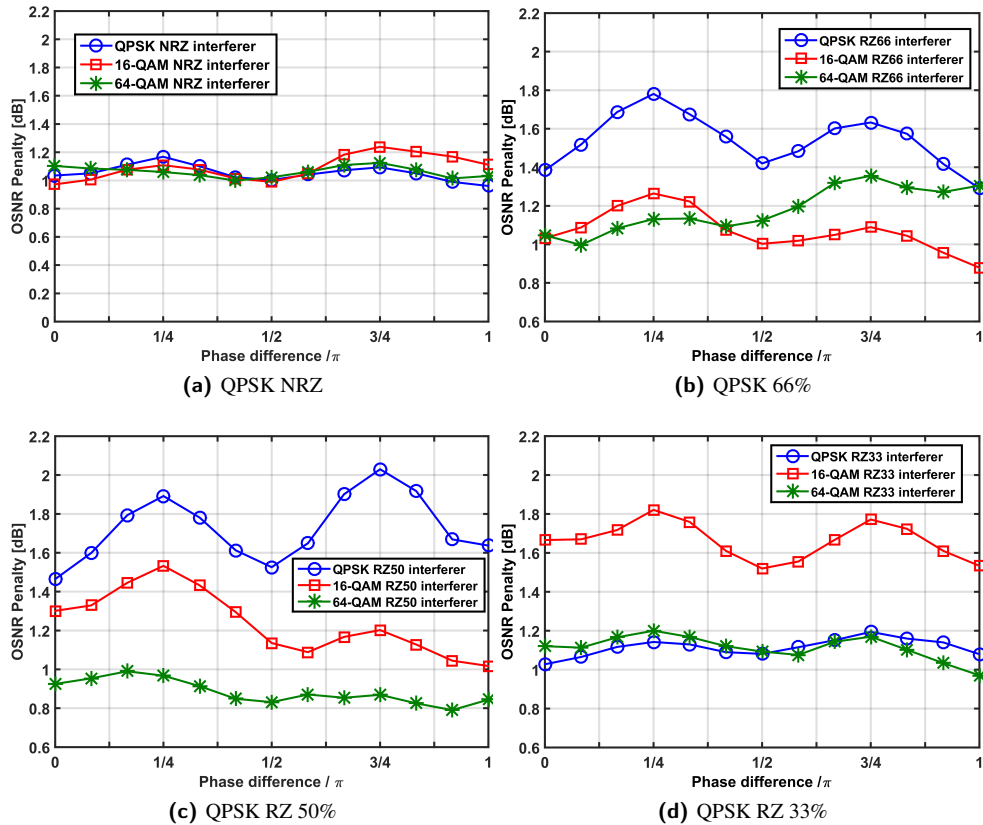 2.2
2
1.8
1.6
1.4
1.2
1
0.8
0.6
0.4
0.2
0
OSNR Penalty [dB]
QPSK NRZ interferer
16-QAM NRZ interferer
64-QAM NRZ interferer
0 1/4 1/2 3/4 1
Phase difference /π
(a) QPSK NRZ
2.2
2
1.8
1.6
1.4
1.2
1
0.8
0.6
OSNR Penalty [dB]
QPSK RZ66 interferer
16-QAM RZ66 interferer
64-QAM RZ66 interferer
0 1/4 1/2 3/4 1
Phase difference /π
(b) QPSK 66%
2.2
2
1.8
1.6
1.4
1.2
1
0.8
0.6
OSNR Penalty [dB]
QPSK RZ50 interferer
16-QAM RZ50 interferer
64-QAM RZ50 interferer
0 1/4 1/2 3/4 1
Phase difference / π
(c) QPSK RZ 50%
2.2
2
1.8
1.6
1.4
1.2
1
0.8
0.6
OSNR Penalty [dB]
QPSK RZ33 interferer
16-QAM RZ33 interferer
64-QAM RZ33 interferer
0 1/4 1/2 3/4 1
Phase difference /π
(d) QPSK RZ 33%